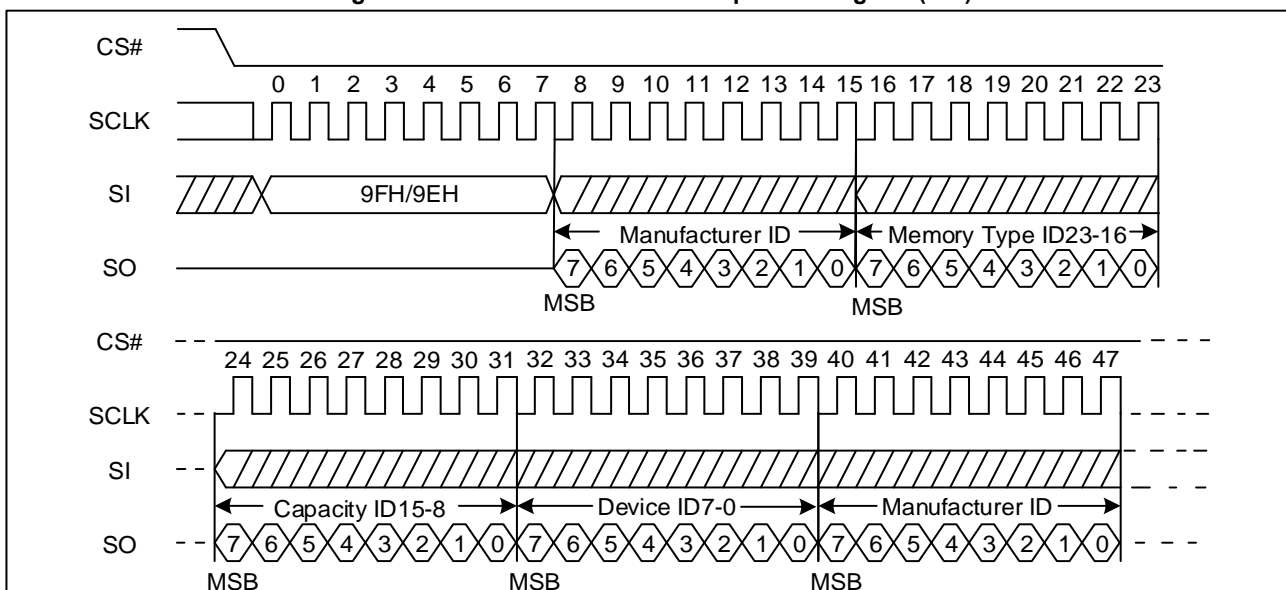 CS#
0 1 2 3 4 5 6 7 8 9 10 11 12 13 14 15 16 17 18 19 20 21 22 23
SCLK
SI 9FH/9EH
Manufacturer ID Memory Type ID23-16
SO 7 6 5 4 3 2 1 0 7 6 5 4 3 2 1 0
MSB MSB
CS#
24 25 26 27 28 29 30 31 32 33 34 35 36 37 38 39 40 41 42 43 44 45 46 47
SCLK
SI
Capacity ID15-8 Device ID7-0 Manufacturer ID
SO 7 6 5 4 3 2 1 0 7 6 5 4 3 2 1 0 7 6 5 4 3 2 1 0
MSB MSB MSB